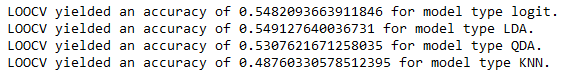 LOOCV yielded an accuracy of 0.5482093663911846 for model type logit.
LOOCV yielded an accuracy of 0.549127640036731 for model type LDA.
LOOCV yielded an accuracy of 0.5307621671258035 for model type QDA.
LOOCV yielded an accuracy of 0.48760330578512395 for model type KNN.